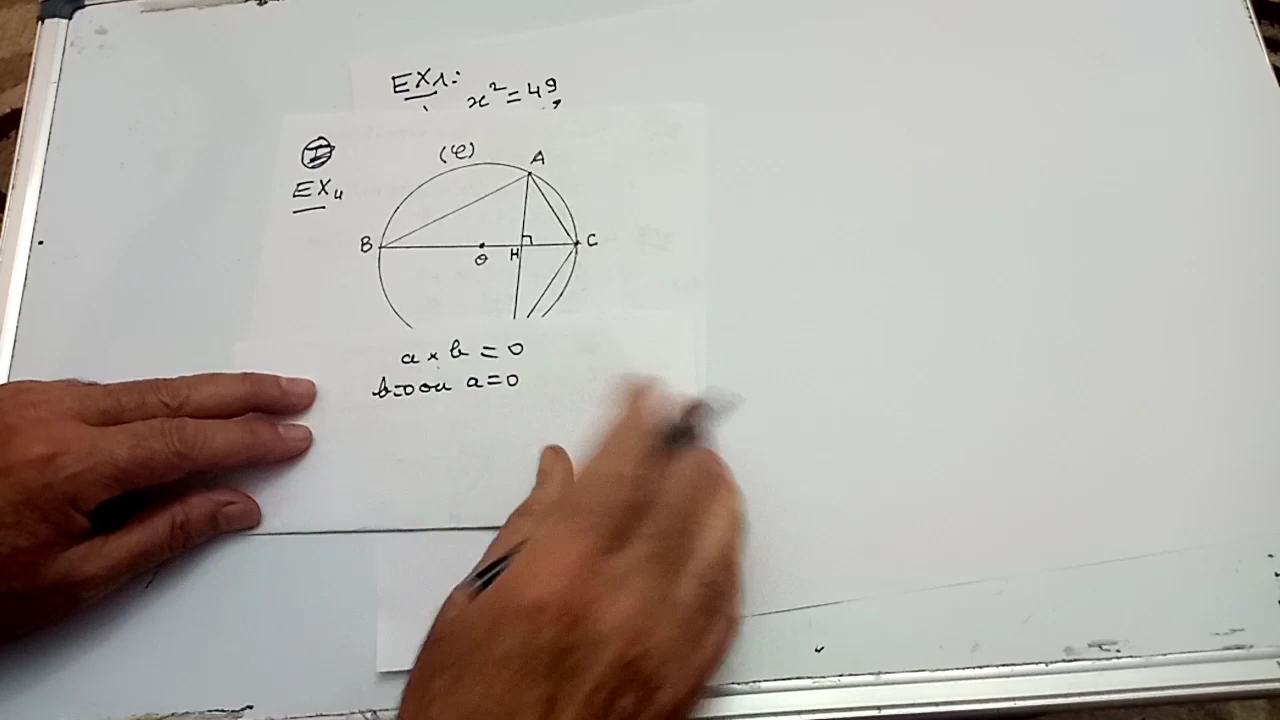 EX1:
x² = 49
(I)
EX4
(C)
A
B
O
H
C
a × b = 0
b=0 ou a = 0